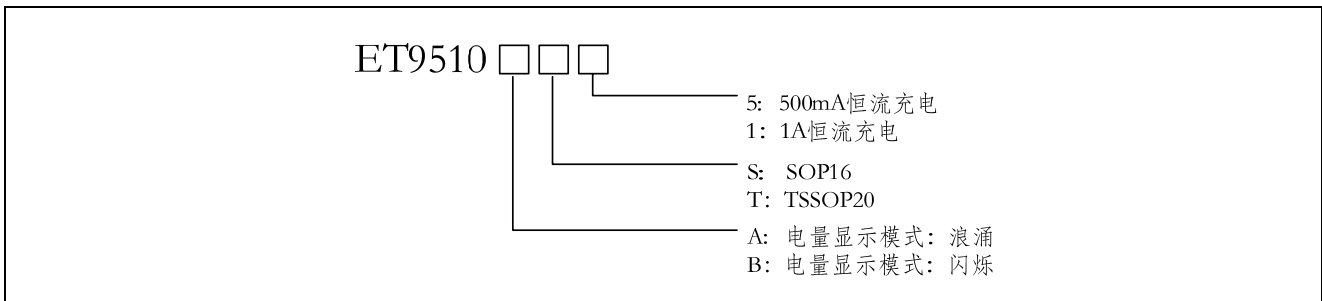 ET9510□□□
5: 500mA恒流充电
1: 1A恒流充电
S: SOP16
T: TSSOP20
A: 电量显示模式: 浪涌
B: 电量显示模式: 闪烁